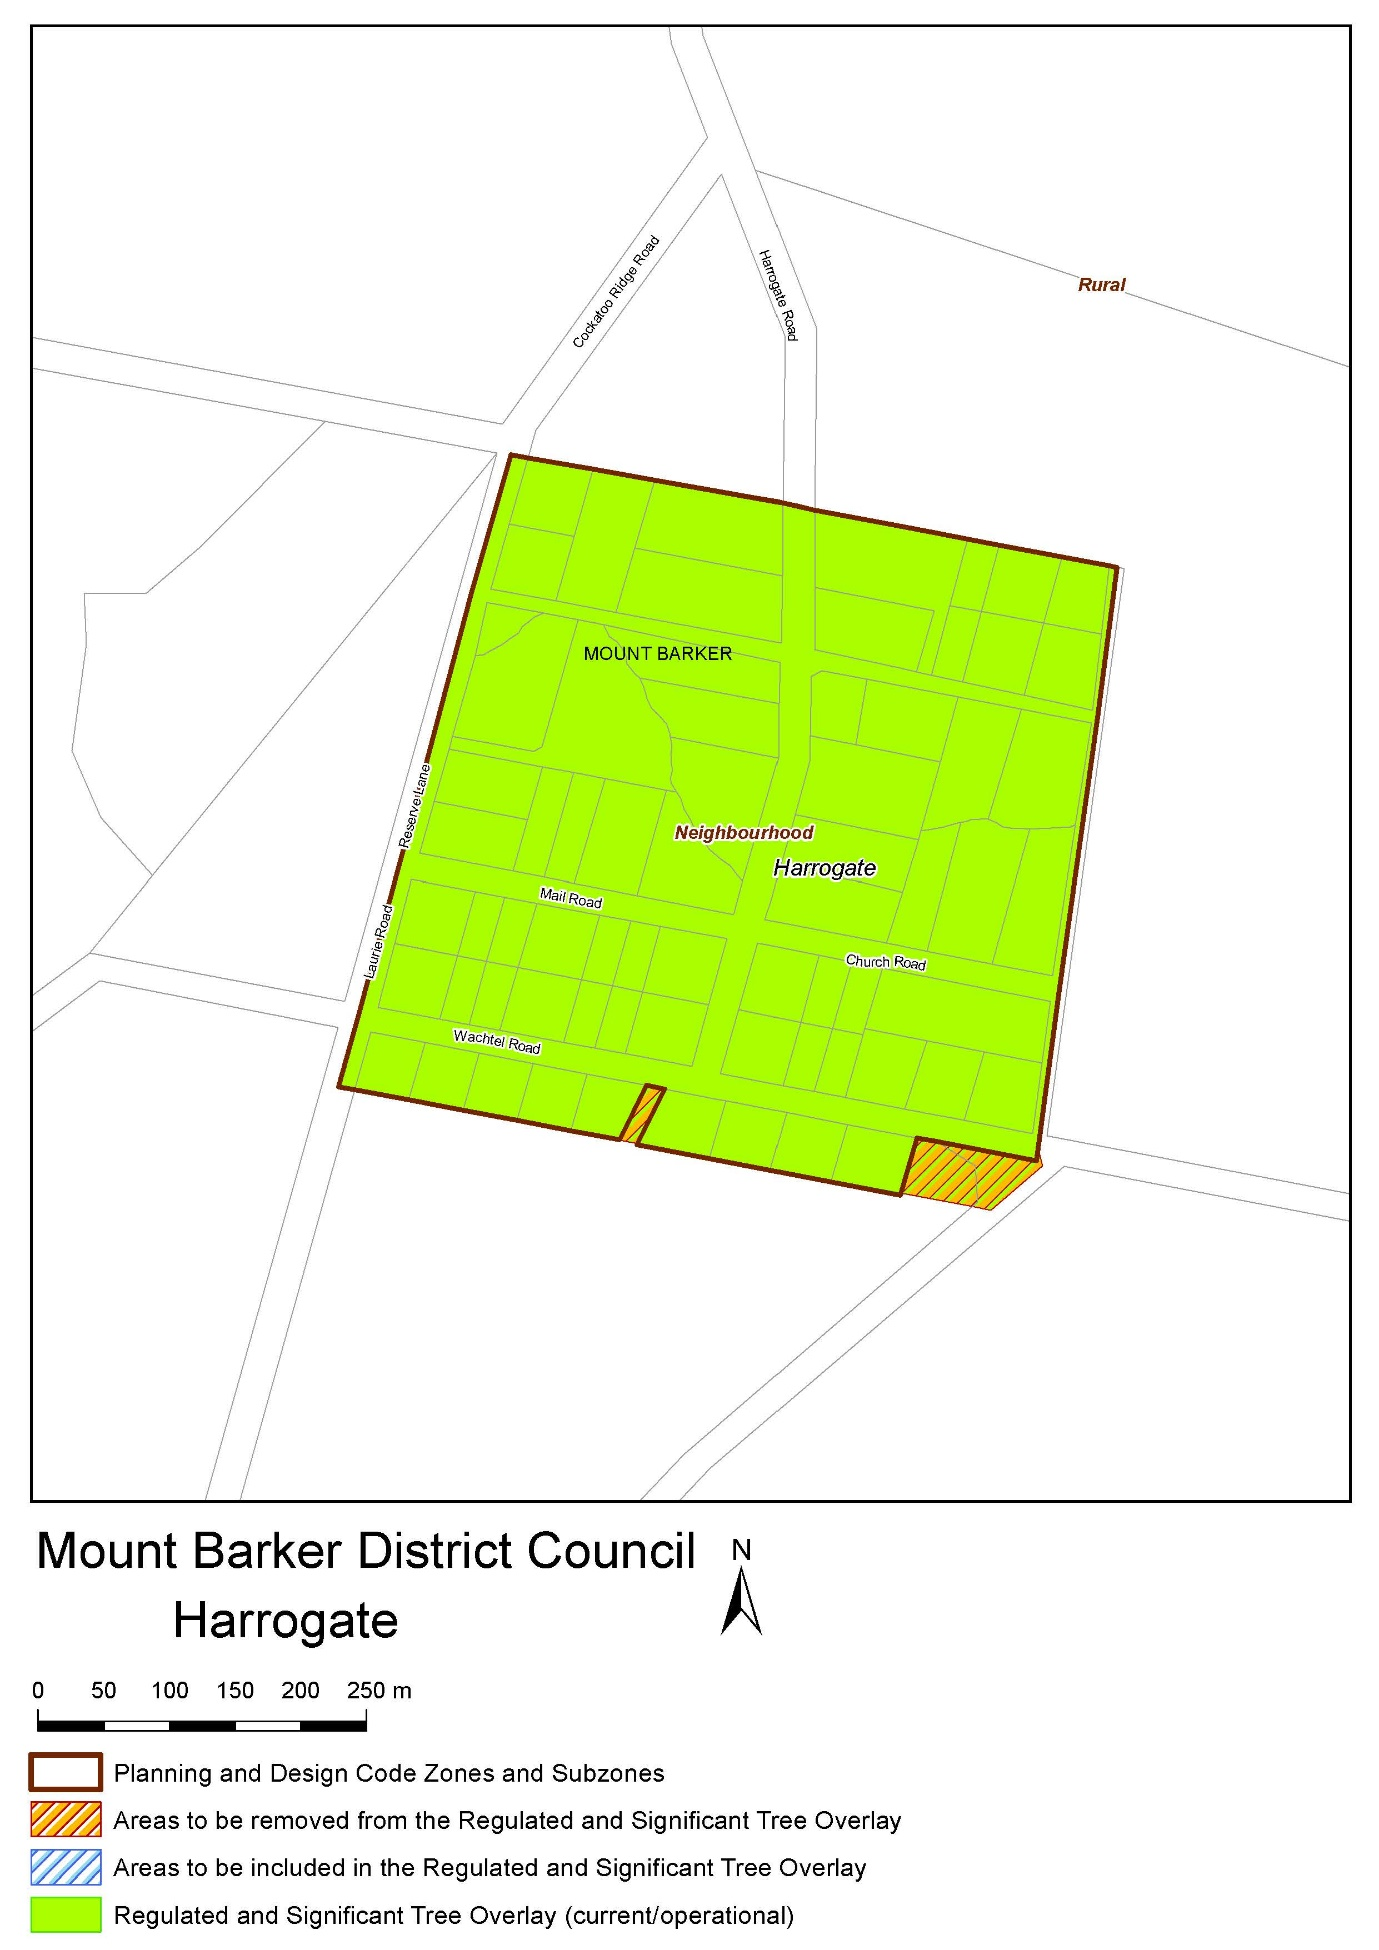 Rural
Cockatoo Ridge Road
Harrogate Road
MOUNT BARKER
Reserve Lane
Neighbourhood
Harrogate
Mail Road
Laurie Road
Church Road
Wachtel Road
Mount Barker District Council
Harrogate
N
0 50 100 150 200 250 m
Planning and Design Code Zones and Subzones
Areas to be removed from the Regulated and Significant Tree Overlay
Areas to be included in the Regulated and Significant Tree Overlay
Regulated and Significant Tree Overlay (current/operational)